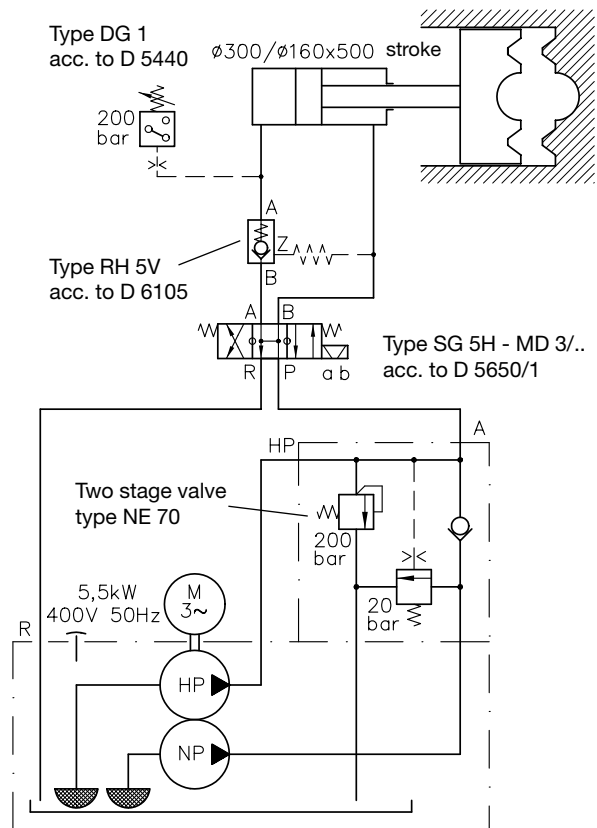 Type DG 1
acc. to D 5440
ø300/ø160x500 stroke
200
bar
A
Z
B
Type RH 5V
acc. to D 6105
A B
R P a b
Type SG 5H - MD 3/..
acc. to D 5650/1
A
HP
Two stage valve
type NE 70
200
bar
20
bar
5,5kW
400V 50Hz
M
3~
R
HP
NP